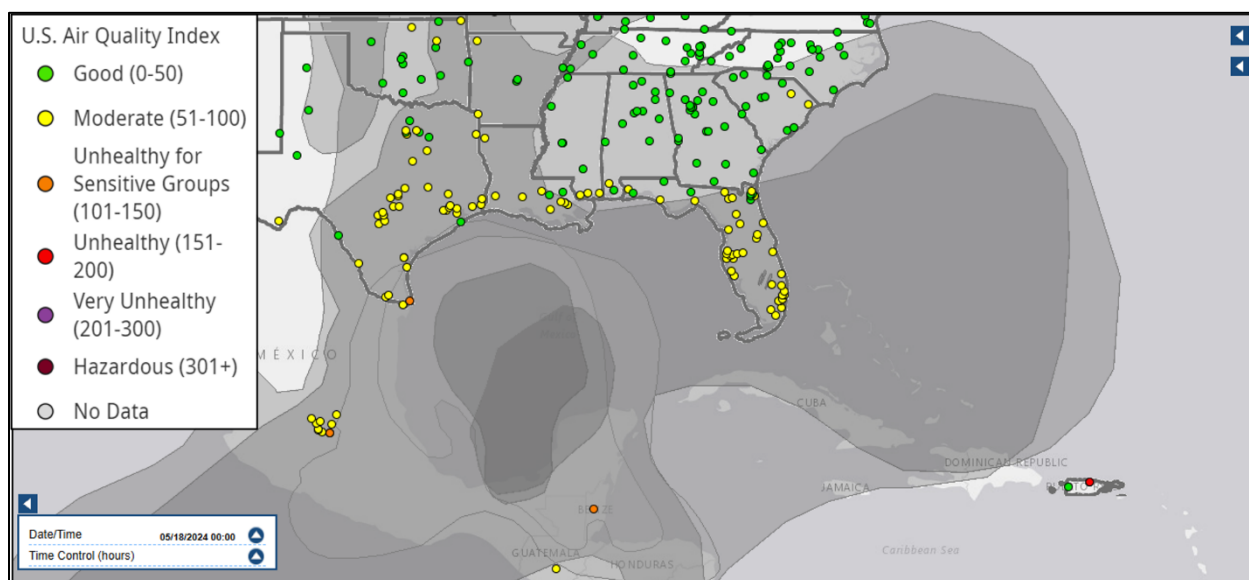 U.S. Air Quality Index
Good (0-50)
Moderate (51-100)
Unhealthy for
Sensitive Groups
(101-150)
Unhealthy (151-
200)
Very Unhealthy
(201-300)
Hazardous (301+)
No Data
MÉXICO
CUBA
DOMINICAN REPUBLIC
JAMAICA
BELIZE
GUATEMALA
HONDURAS
Caribbean Sea
Date/Time 05/18/2024 00:00
Time Control (hours)